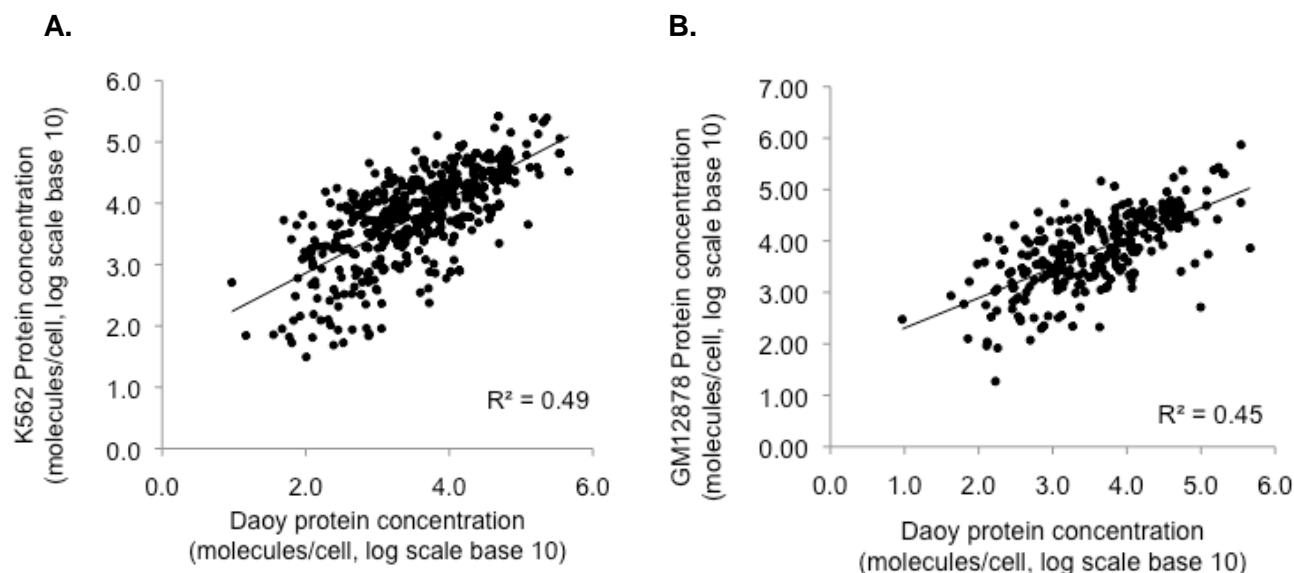 A.
K562 Protein concentration
(molecules/cell, log scale base 10)
6.0
5.0
4.0
3.0
2.0
1.0
0.0
R² = 0.49
0.0 2.0 4.0 6.0
Daoy protein concentration
(molecules/cell, log scale base 10)
B.
GM12878 Protein concentration
(molecules/cell, log scale base 10)
7.00
6.00
5.00
4.00
3.00
2.00
1.00
0.00
R² = 0.45
0.0 1.0 2.0 3.0 4.0 5.0 6.0
Daoy protein concentration
(molecules/cell, log scale base 10)